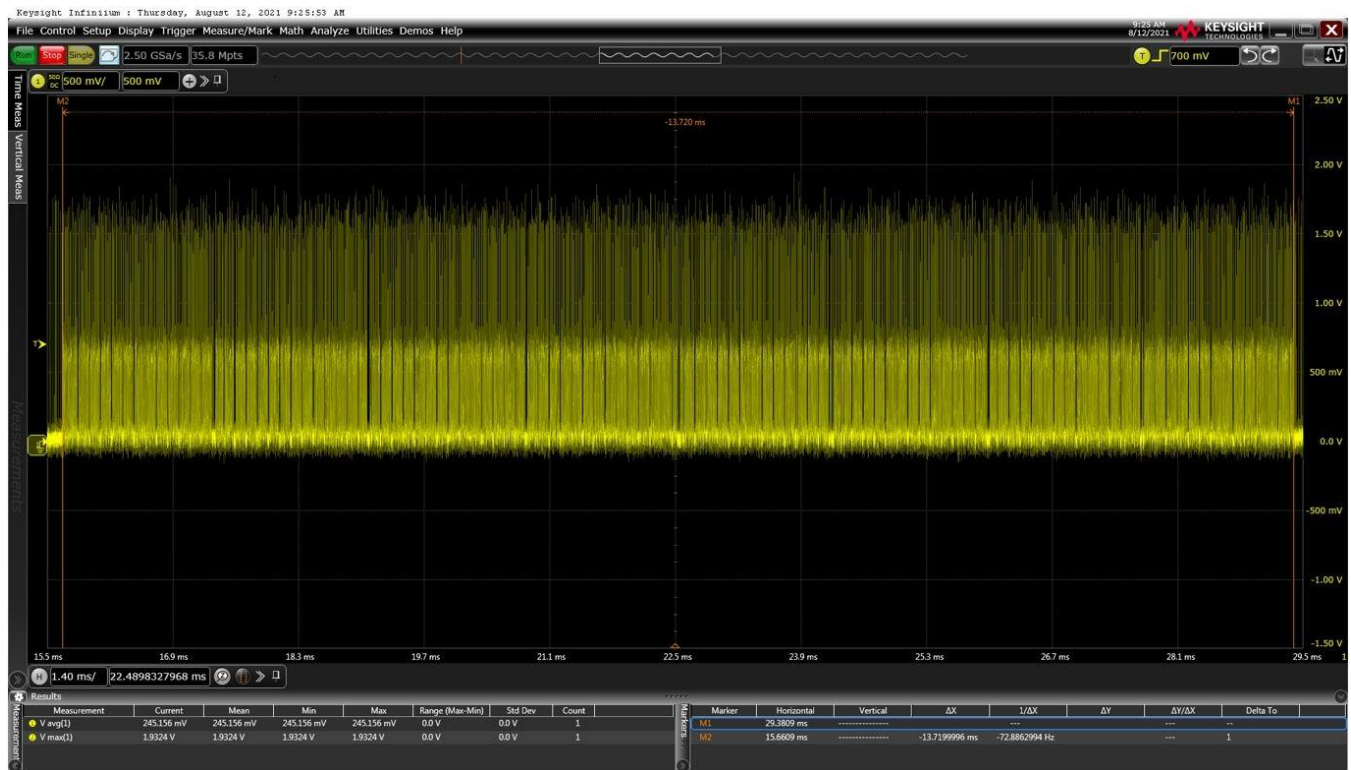 Keysight Infiniium : Thursday, August 12, 2021 9:25:53 AM
File Control Setup Display Trigger Measure/Mark Math Analyze Utilities Demos Help
9:25 AM
8/12/2021
KEYSIGHT
TECHNOLOGIES
Run Stop Single 2.50 GSa/s 35.8 Mpts
T 700 mV
1 50Ω DC 500 mV/ 500 mV
Time Meas
Vertical Meas
Measurements
M2 M1
-13.720 ms
2.50 V
2.00 V
1.50 V
1.00 V
T
500 mV
0.0 V
-500 mV
-1.00 V
-1.50 V
15.5 ms 16.9 ms 18.3 ms 19.7 ms 21.1 ms 22.5 ms 23.9 ms 25.3 ms 26.7 ms 28.1 ms 29.5 ms 1
H 1.40 ms/ 22.4898327968 ms
Results
Measurement Current Mean Min Max Range (Max-Min) Std Dev Count
V avg(1) 245.156 mV 245.156 mV 245.156 mV 245.156 mV 0.0 V 0.0 V 1
V max(1) 1.9324 V 1.9324 V 1.9324 V 1.9324 V 0.0 V 0.0 V 1
Measurement
Markers...
Marker Horizontal Vertical ΔX 1/ΔX ΔY ΔY/ΔX Delta To
M1 29.3809 ms --------------- --- --- --
M2 15.6609 ms --------------- -13.7199996 ms -72.8862994 Hz --- 1